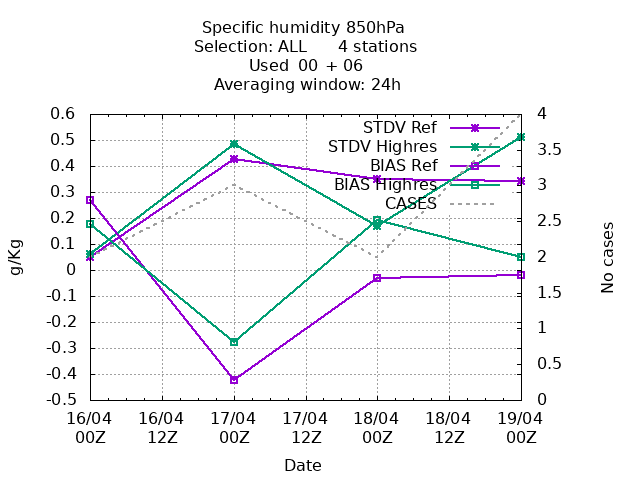 Specific humidity 850hPa
Selection: ALL 4 stations
Used 00 + 06
Averaging window: 24h
0.6
0.5
0.4
0.3
0.2
0.1
0
-0.1
-0.2
-0.3
-0.4
-0.5
g/Kg
STDV Ref
STDV Highres
BIAS Ref
BIAS Highres
CASES
4
3.5
3
2.5
2
1.5
1
0.5
0
No cases
16/04 16/04 17/04 17/04 18/04 18/04 19/04
00Z 12Z 00Z 12Z 00Z 12Z 00Z
Date